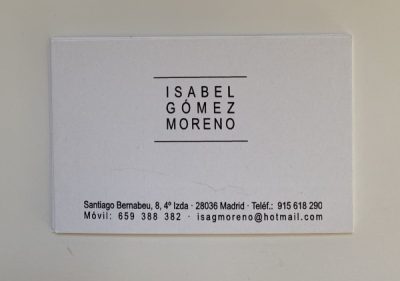 ISABEL
GÓMEZ
MORENO
Santiago Bernabeu, 8, 4º Izda · 28036 Madrid · Teléf.: 915 618 290
Móvil: 659 388 382 · isagmoreno@hotmail.com